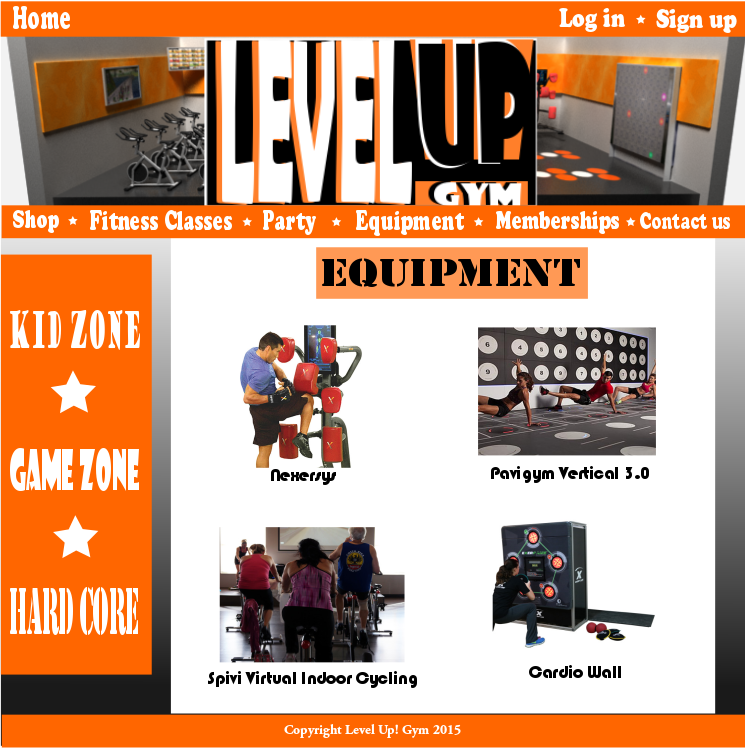 Home
Log in ★ Sign up
LEVEL UP
GYM
Shop ★ Fitness Classes ★ Party ★ Equipment ★ Memberships ★ Contact us
EQUIPMENT
KID ZONE
GAME ZONE
HARD CORE
Nexersys
Pavigym Vertical 3.0
Spivi Virtual Indoor Cycling
Cardio Wall
Copyright Level Up! Gym 2015